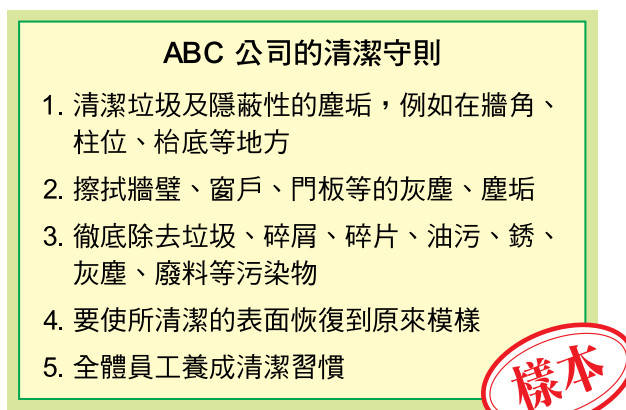 ABC 公司的清潔守則
1. 清潔垃圾及隱蔽性的塵垢，例如在牆角、
柱位、枱底等地方
2. 擦拭牆壁、窗戶、門板等的灰塵、塵垢
3. 徹底除去垃圾、碎屑、碎片、油污、銹、
灰塵、廢料等污染物
4. 要使所清潔的表面恢復到原來模樣
5. 全體員工養成清潔習慣
樣本